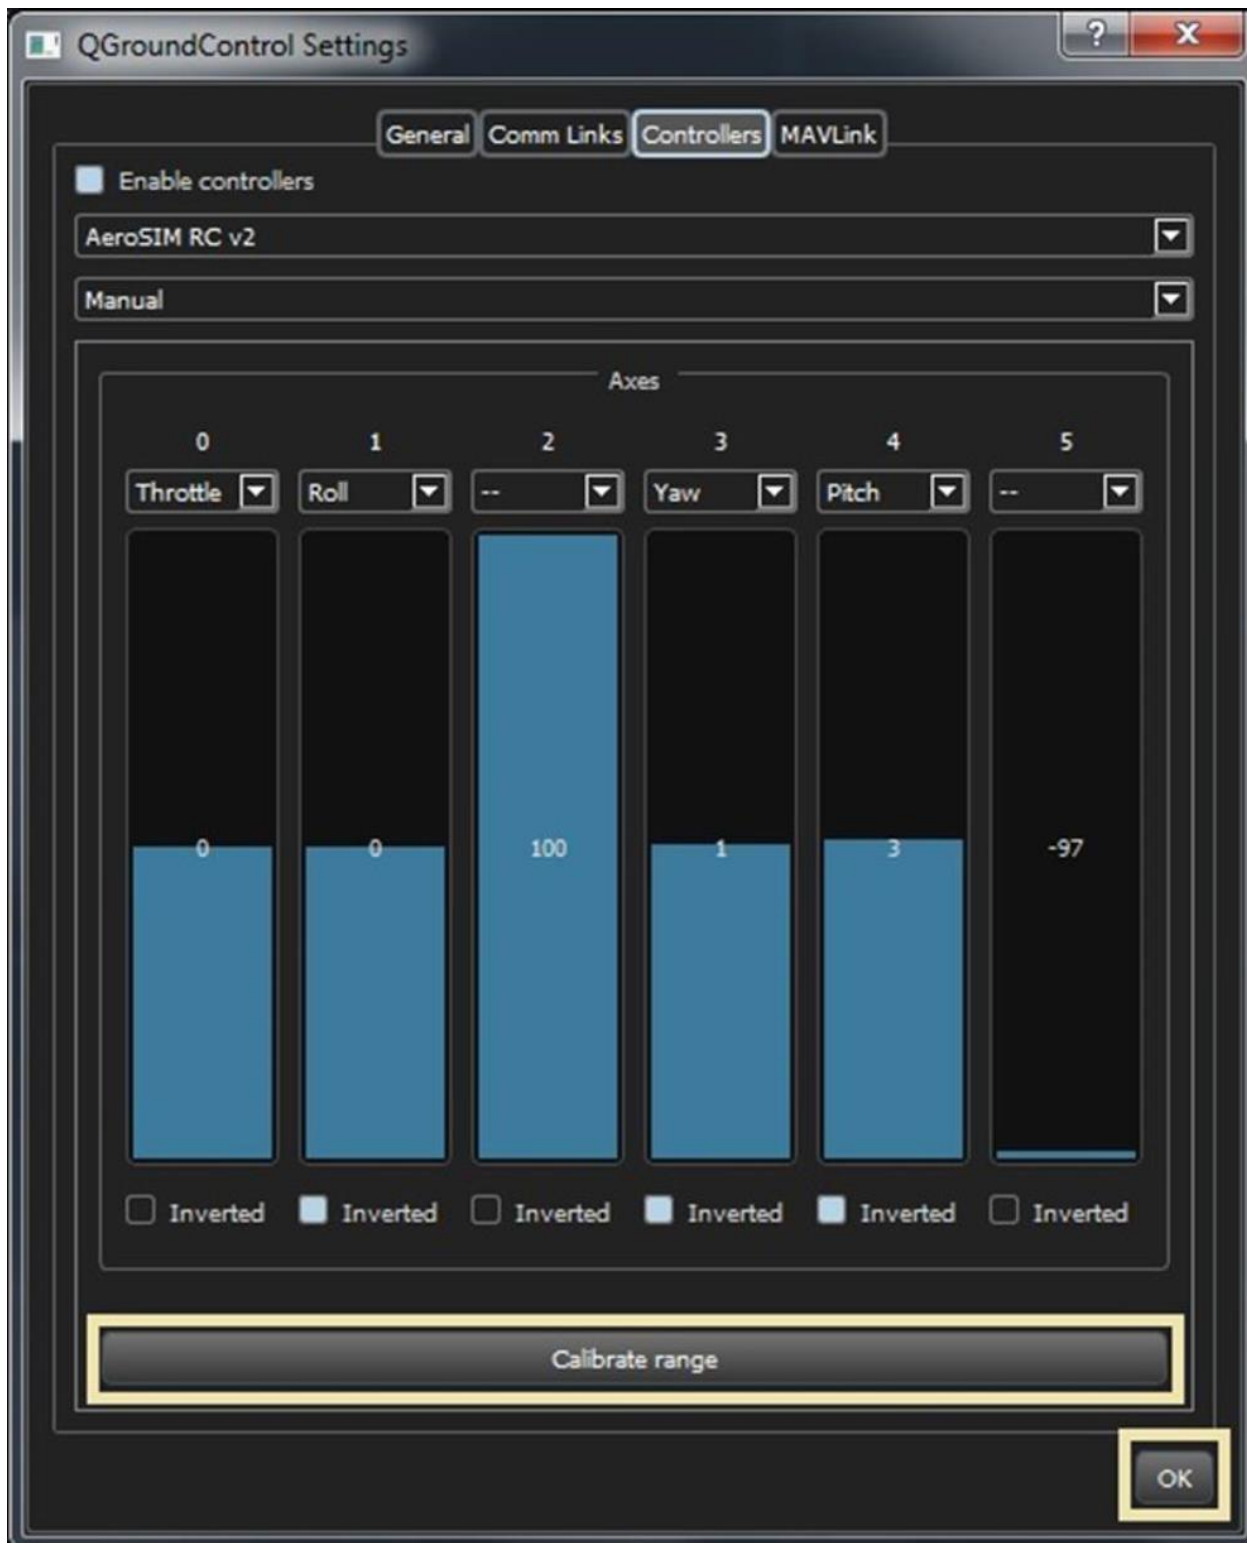 QGroundControl Settings
?
General Comm Links Controllers MAVLink
Enable controllers
AeroSIM RC v2
Manual
Axes
0 1 2 3 4 5
Throttle Roll -- Yaw Pitch --
0 0 100 1 3 -97
Inverted Inverted Inverted Inverted Inverted Inverted
Calibrate range
OK